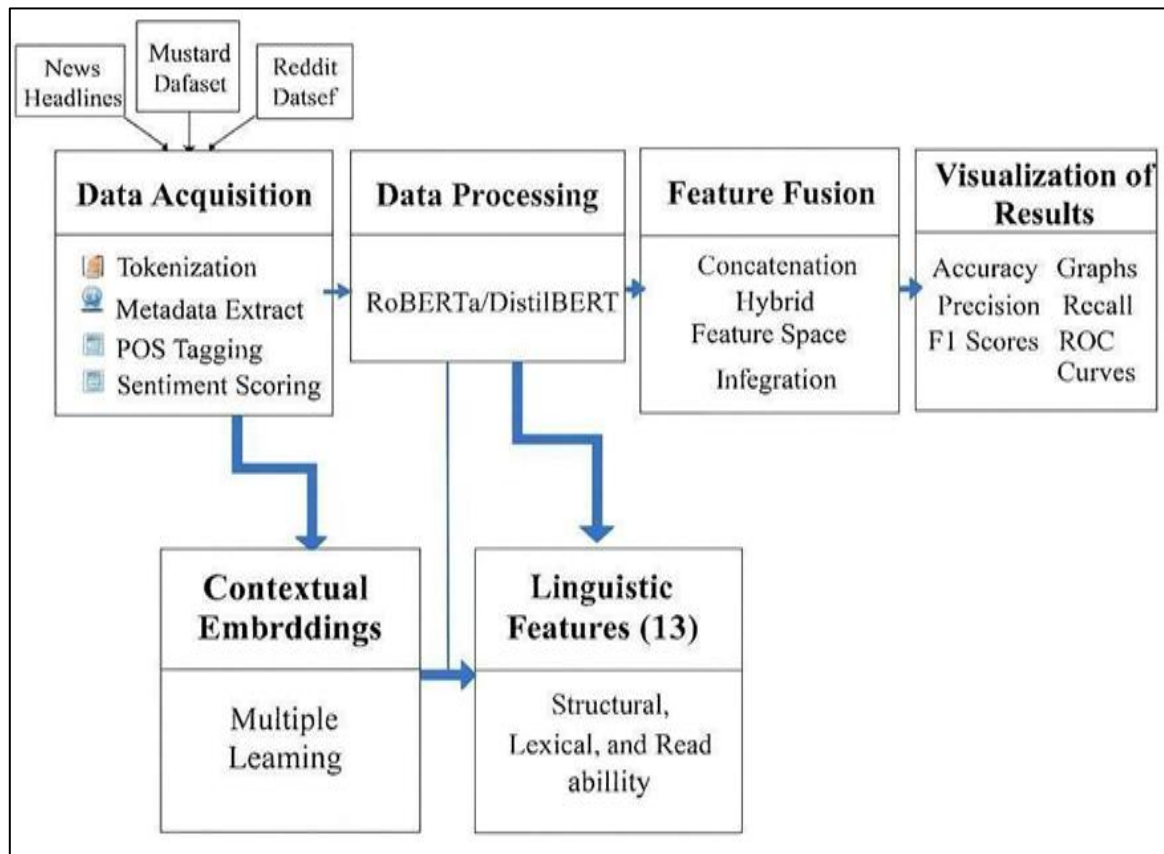 News
Headlines
Mustard
Dafaset
Reddit
Datsef
Data Acquisition
Tokenization
Metadata Extract
POS Tagging
Sentiment Scoring
Data Processing
RoBERTa/DistilBERT
Feature Fusion
Concatenation
Hybrid
Feature Space
Infegration
Visualization of
Results
Accuracy Graphs
Precision Recall
F1 Scores ROC
Curves
Contextual
Embrddings
Multiple
Leaming
Linguistic
Features (13)
Structural,
Lexical, and Read
abillity